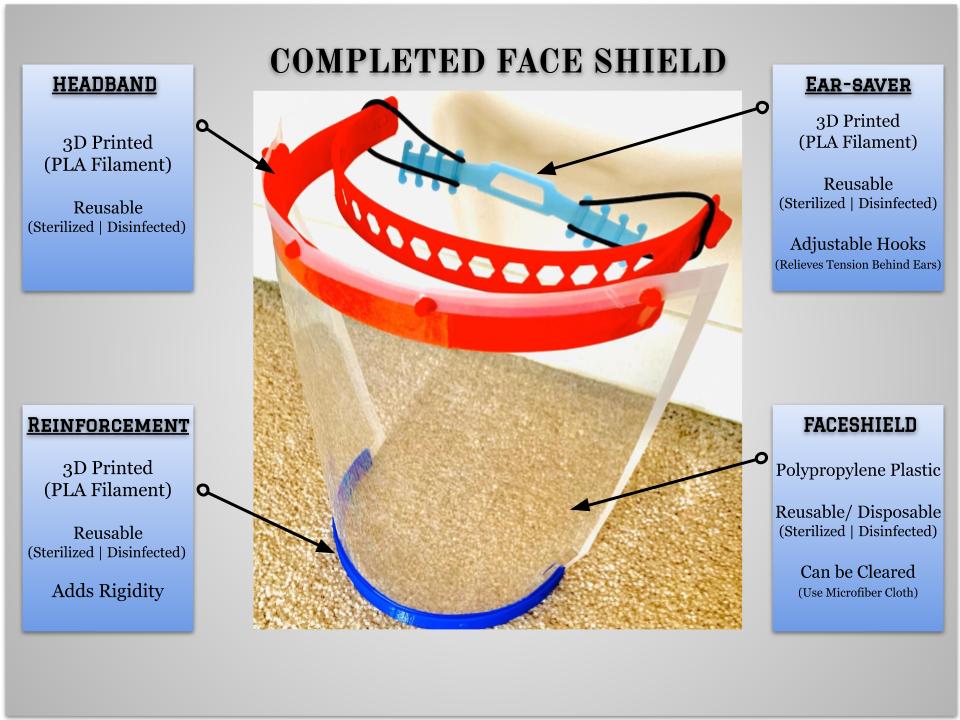 COMPLETED FACE SHIELD
HEADBAND
3D Printed
(PLA Filament)
Reusable
(Sterilized | Disinfected)
EAR-SAVER
3D Printed
(PLA Filament)
Reusable
(Sterilized | Disinfected)
Adjustable Hooks
(Relieves Tension Behind Ears)
REINFORCEMENT
3D Printed
(PLA Filament)
Reusable
(Sterilized | Disinfected)
Adds Rigidity
FACESHIELD
Polypropylene Plastic
Reusable/ Disposable
(Sterilized | Disinfected)
Can be Cleared
(Use Microfiber Cloth)